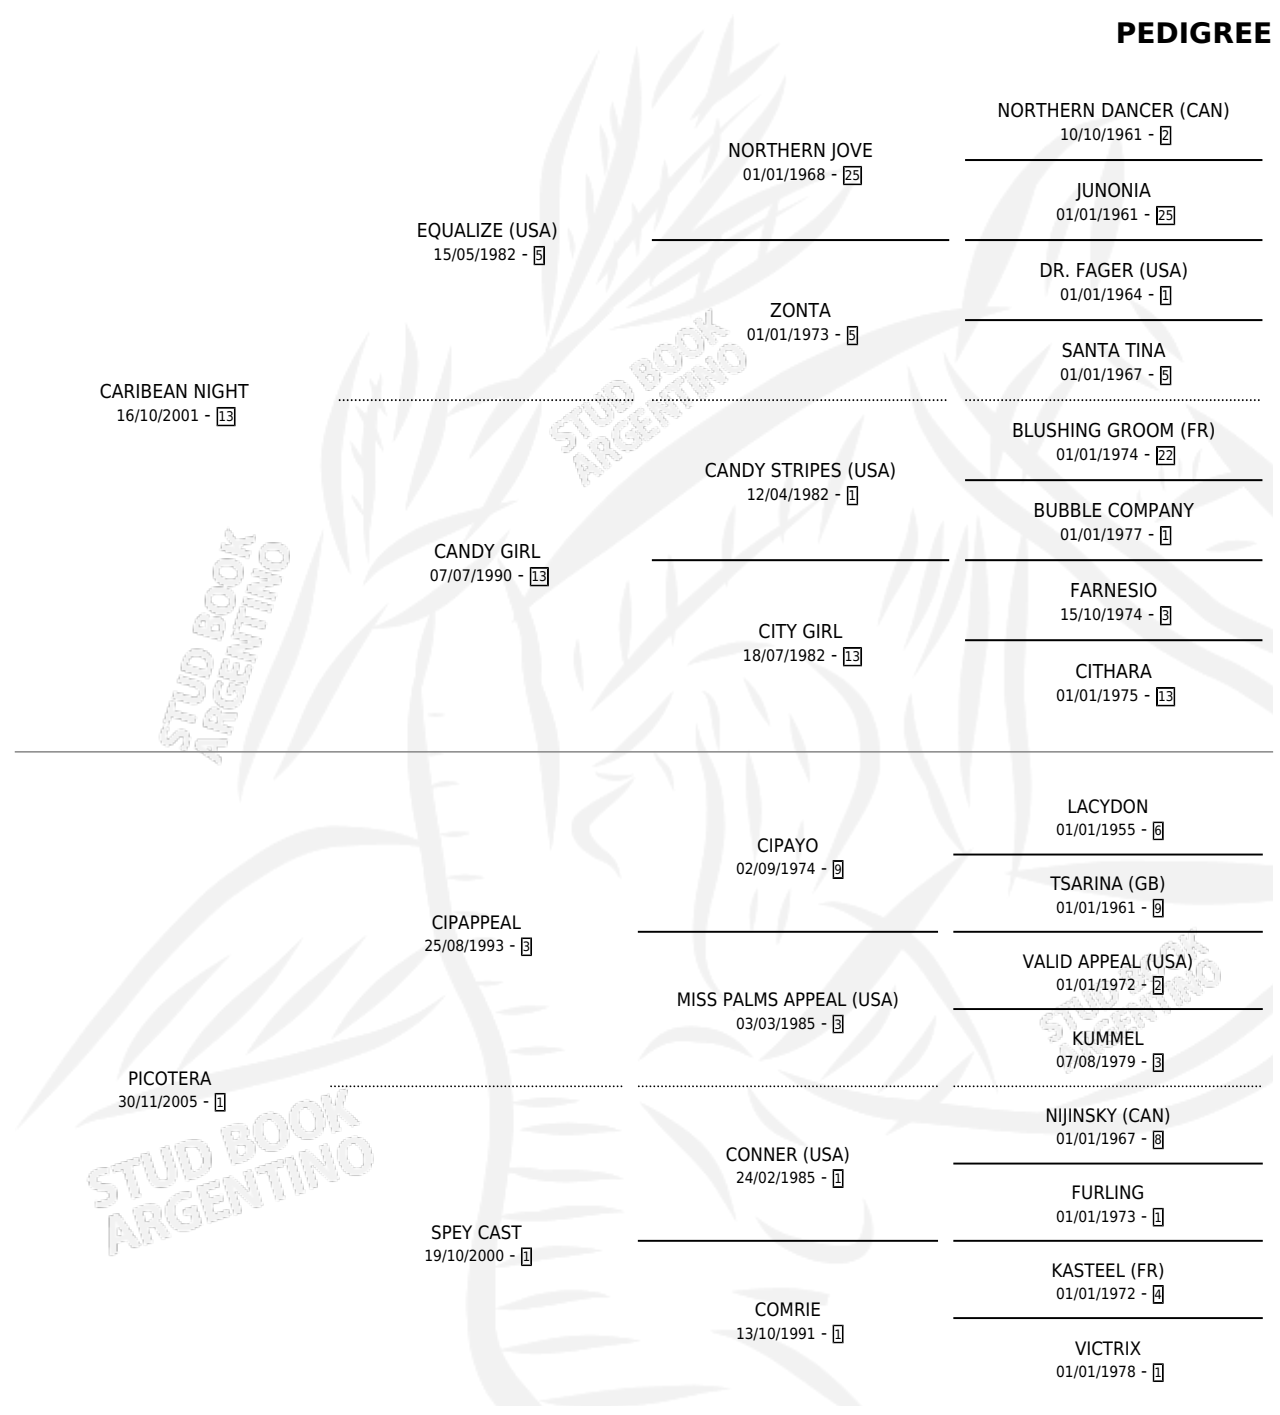 PEDIGREE
NORTHERN DANCER (CAN)
10/10/1961 - 2
NORTHERN JOVE
01/01/1968 - 25
JUNONIA
01/01/1961 - 25
EQUALIZE (USA)
15/05/1982 - 5
DR. FAGER (USA)
01/01/1964 - 1
ZONTA
01/01/1973 - 5
SANTA TINA
01/01/1967 - 5
CARIBEAN NIGHT
16/10/2001 - 13
STUD BOOK
ARGENTINO
BLUSHING GROOM (FR)
01/01/1974 - 22
CANDY STRIPES (USA)
12/04/1982 - 1
BUBBLE COMPANY
01/01/1977 - 1
CANDY GIRL
07/07/1990 - 13
FARNESIO
15/10/1974 - 3
CITY GIRL
18/07/1982 - 13
CITHARA
01/01/1975 - 13
STUD BOOK
ARGENTINO
LACYDON
01/01/1955 - 6
CIPAYO
02/09/1974 - 9
TSARINA (GB)
01/01/1961 - 9
CIPAPPEAL
25/08/1993 - 3
VALID APPEAL (USA)
01/01/1972 - 2
MISS PALMS APPEAL (USA)
03/03/1985 - 3
STUD BOOK
ARGENTINO
KUMMEL
07/08/1979 - 3
PICOTERA
30/11/2005 - 1
STUD BOOK
ARGENTINO
NIJINSKY (CAN)
01/01/1967 - 8
CONNER (USA)
24/02/1985 - 1
FURLING
01/01/1973 - 1
SPEY CAST
19/10/2000 - 1
KASTEEL (FR)
01/01/1972 - 4
COMRIE
13/10/1991 - 1
VICTRIX
01/01/1978 - 1